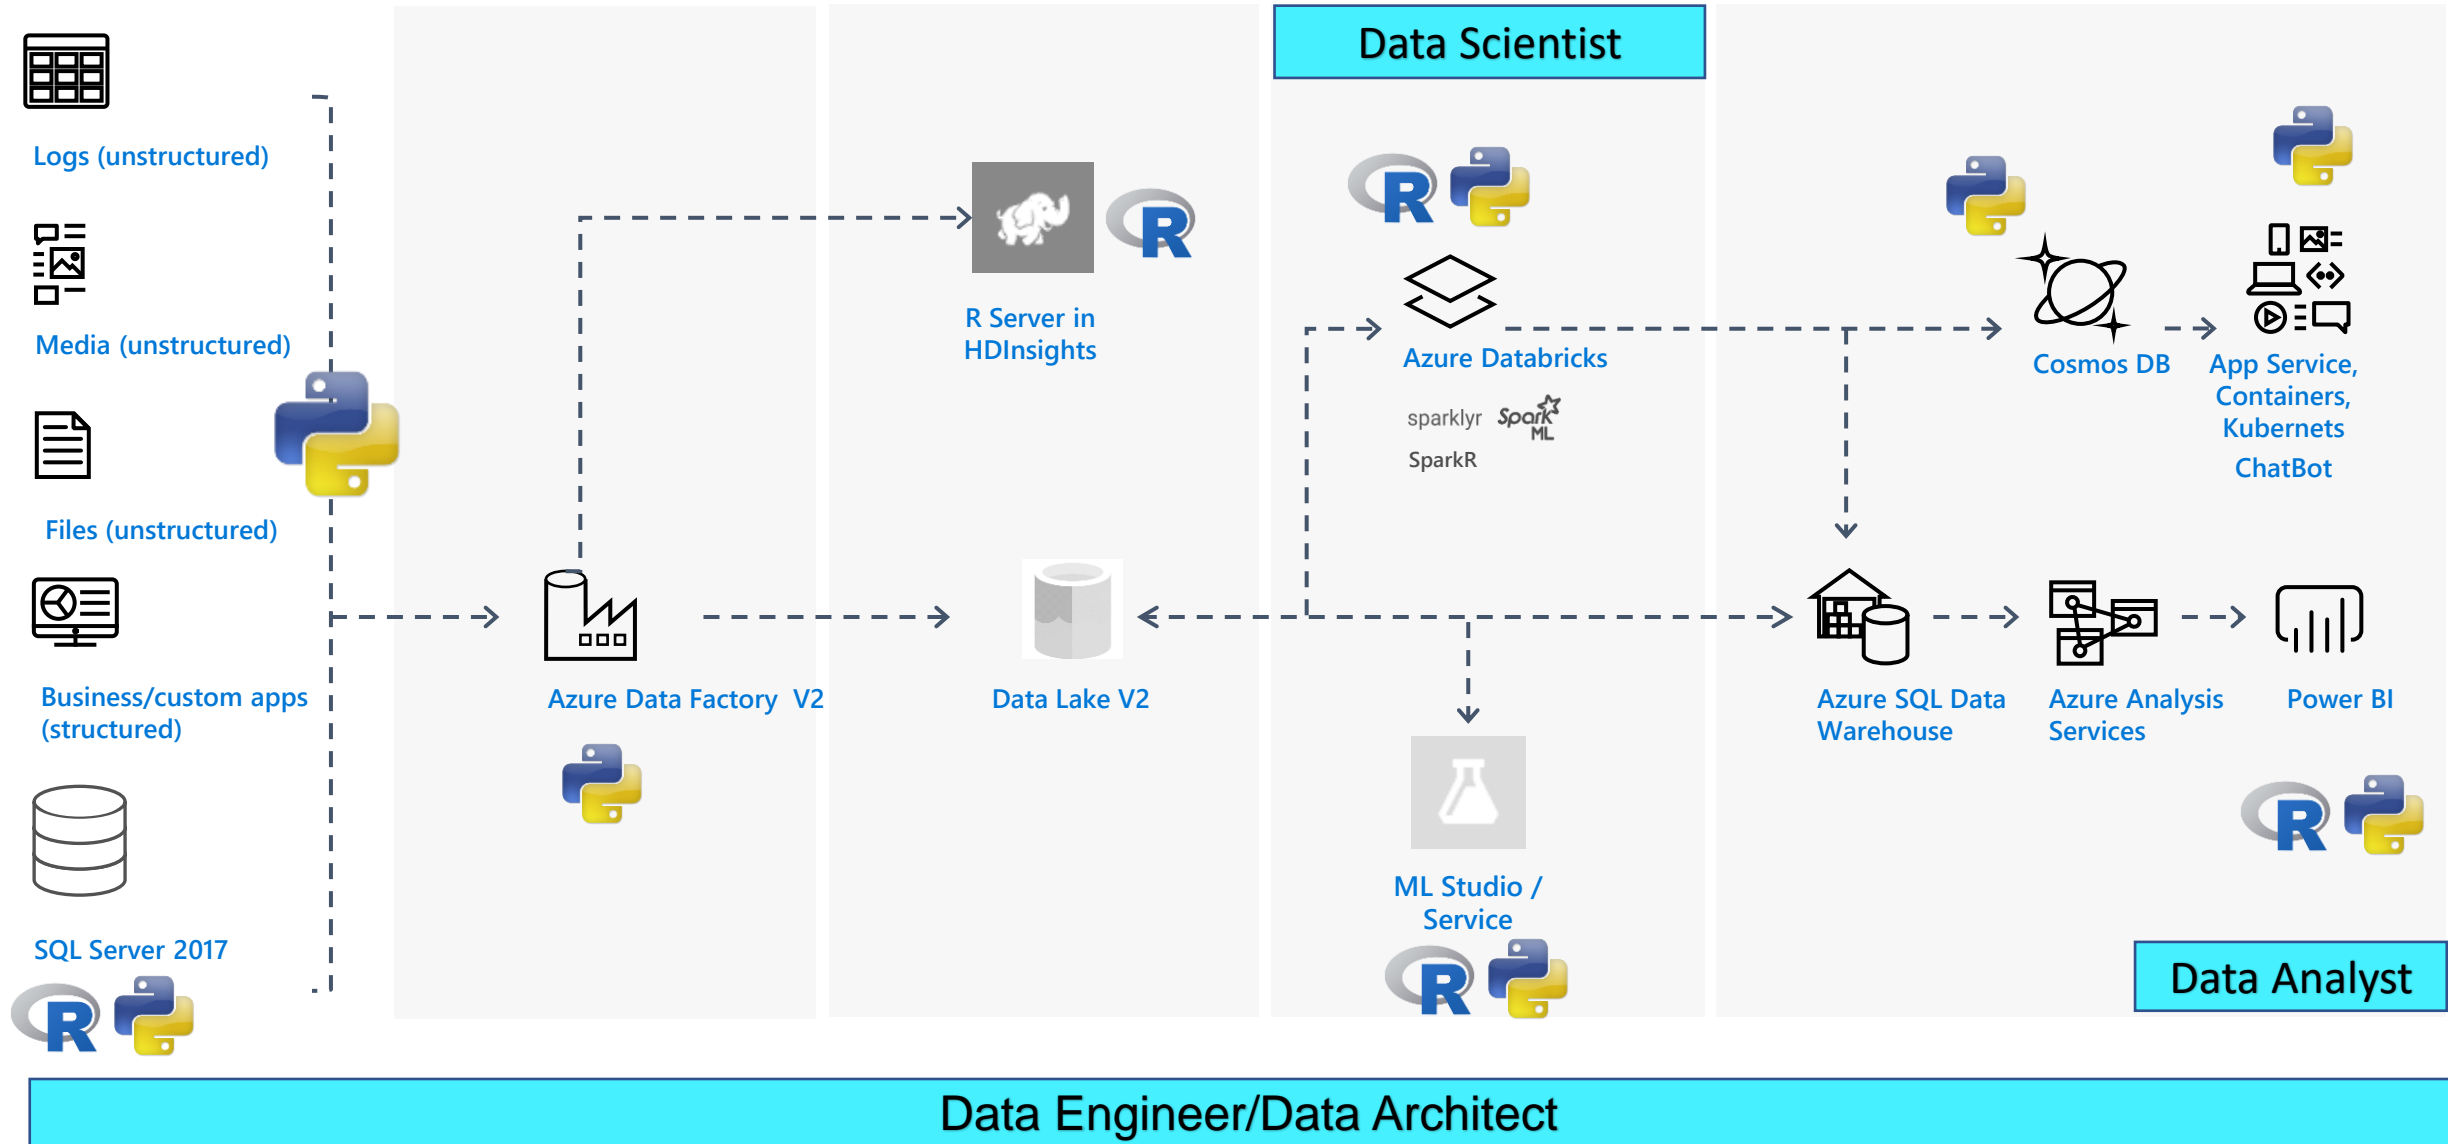 Data Scientist
Logs (unstructured)
Media (unstructured)
Files (unstructured)
Business/custom apps
(structured)
SQL Server 2017
R
Azure Data Factory  V2
R
R Server in
HDInsights
Data Lake V2
R
Azure Databricks
sparklyr
Spark
ML
SparkR
ML Studio /
Service
R
Cosmos DB
App Service,
Containers,
Kubernets
ChatBot
Azure SQL Data
Warehouse
Azure Analysis
Services
Power BI
R
Data Analyst
Data Engineer/Data Architect